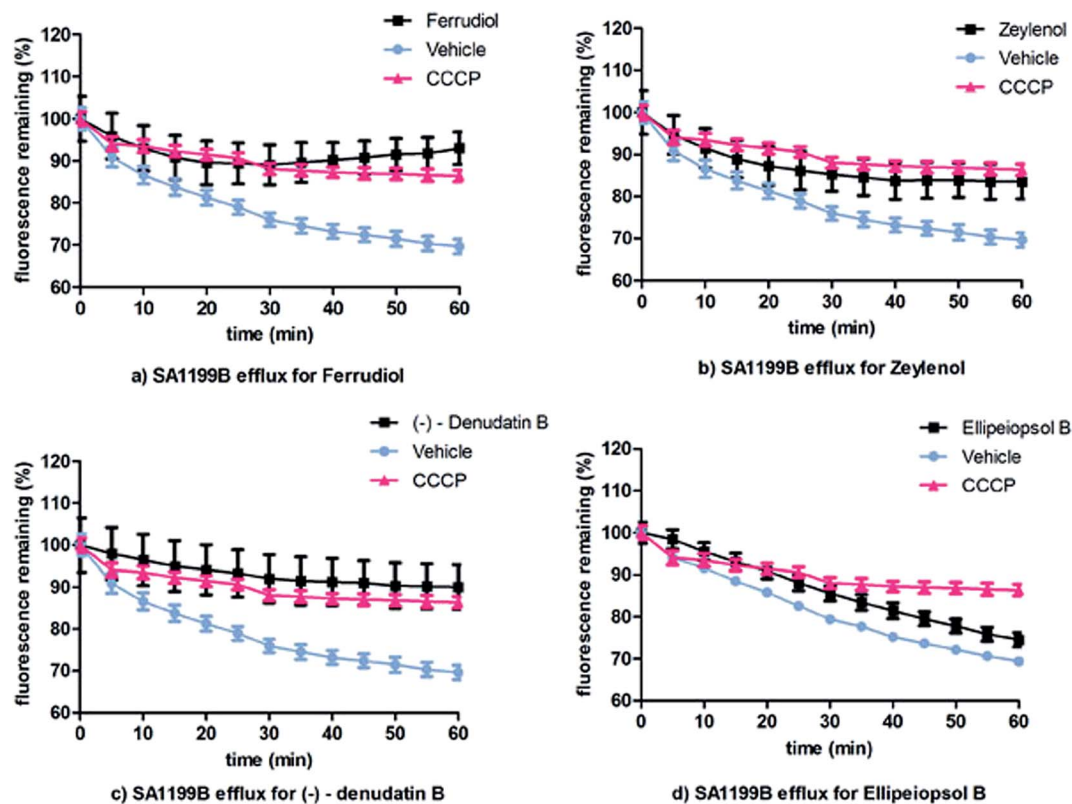 Ferrudiol
Vehicle
CCCP
fluorescence remaining (%)
120
110
100
90
80
70
60
0 10 20 30 40 50 60
time (min)
a) SA1199B efflux for Ferrudiol
Zeylenol
Vehicle
CCCP
fluorescence remaining (%)
120
110
100
90
80
70
60
0 10 20 30 40 50 60
time (min)
b) SA1199B efflux for Zeylenol
(-) - Denudatin B
Vehicle
CCCP
fluorescence remaining (%)
120
110
100
90
80
70
60
0 10 20 30 40 50 60
time (min)
c) SA1199B efflux for (-) - denudatin B
Ellipeiopsol B
Vehicle
CCCP
fluorescence remaining (%)
120
110
100
90
80
70
60
0 10 20 30 40 50 60
time (min)
d) SA1199B efflux for Ellipeiopsol B